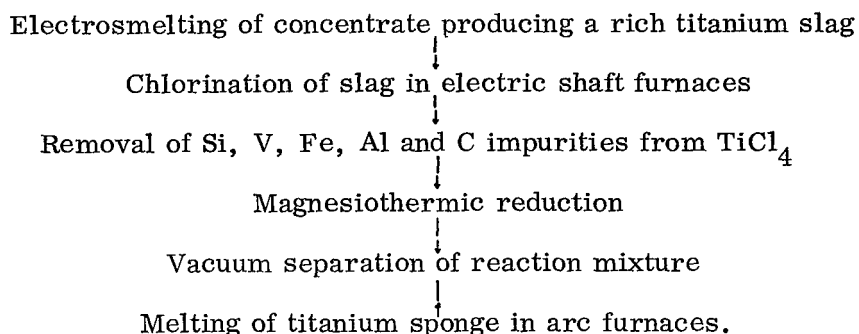 Electrosmelting of concentrate producing a rich titanium slag
Chlorination of slag in electric shaft furnaces
Removal of Si, V, Fe, Al and C impurities from TiCl4
Magnesiothermic reduction
Vacuum separation of reaction mixture
Melting of titanium sponge in arc furnaces.